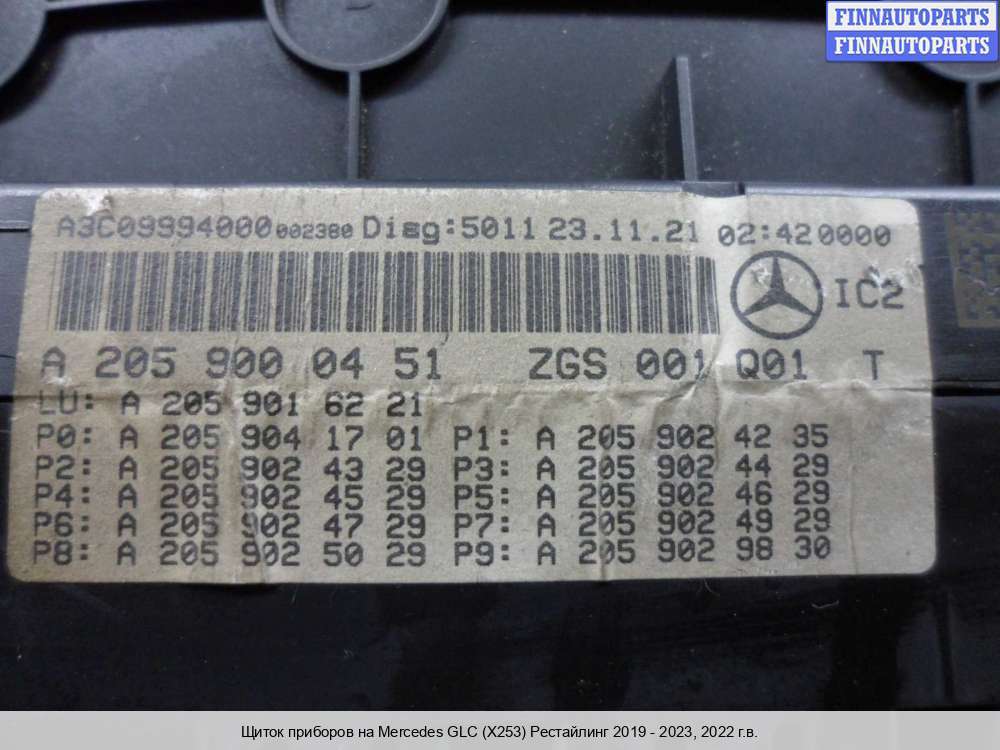 FINNAUTOPARTS
FINNAUTOPARTS
A3C09994000 002380 Diag:5011 23.11.21 02:42 0000
IC2
A 205 900 04 51 ZGS 001 Q01 T
LU: A 205 901 62 21
P0: A 205 904 17 01 P1: A 205 902 42 35
P2: A 205 902 43 29 P3: A 205 902 44 29
P4: A 205 902 45 29 P5: A 205 902 46 29
P6: A 205 902 47 29 P7: A 205 902 49 29
P8: A 205 902 50 29 P9: A 205 902 98 30
Щиток приборов на Mercedes GLC (X253) Рестайлинг 2019 - 2023, 2022 г.в.